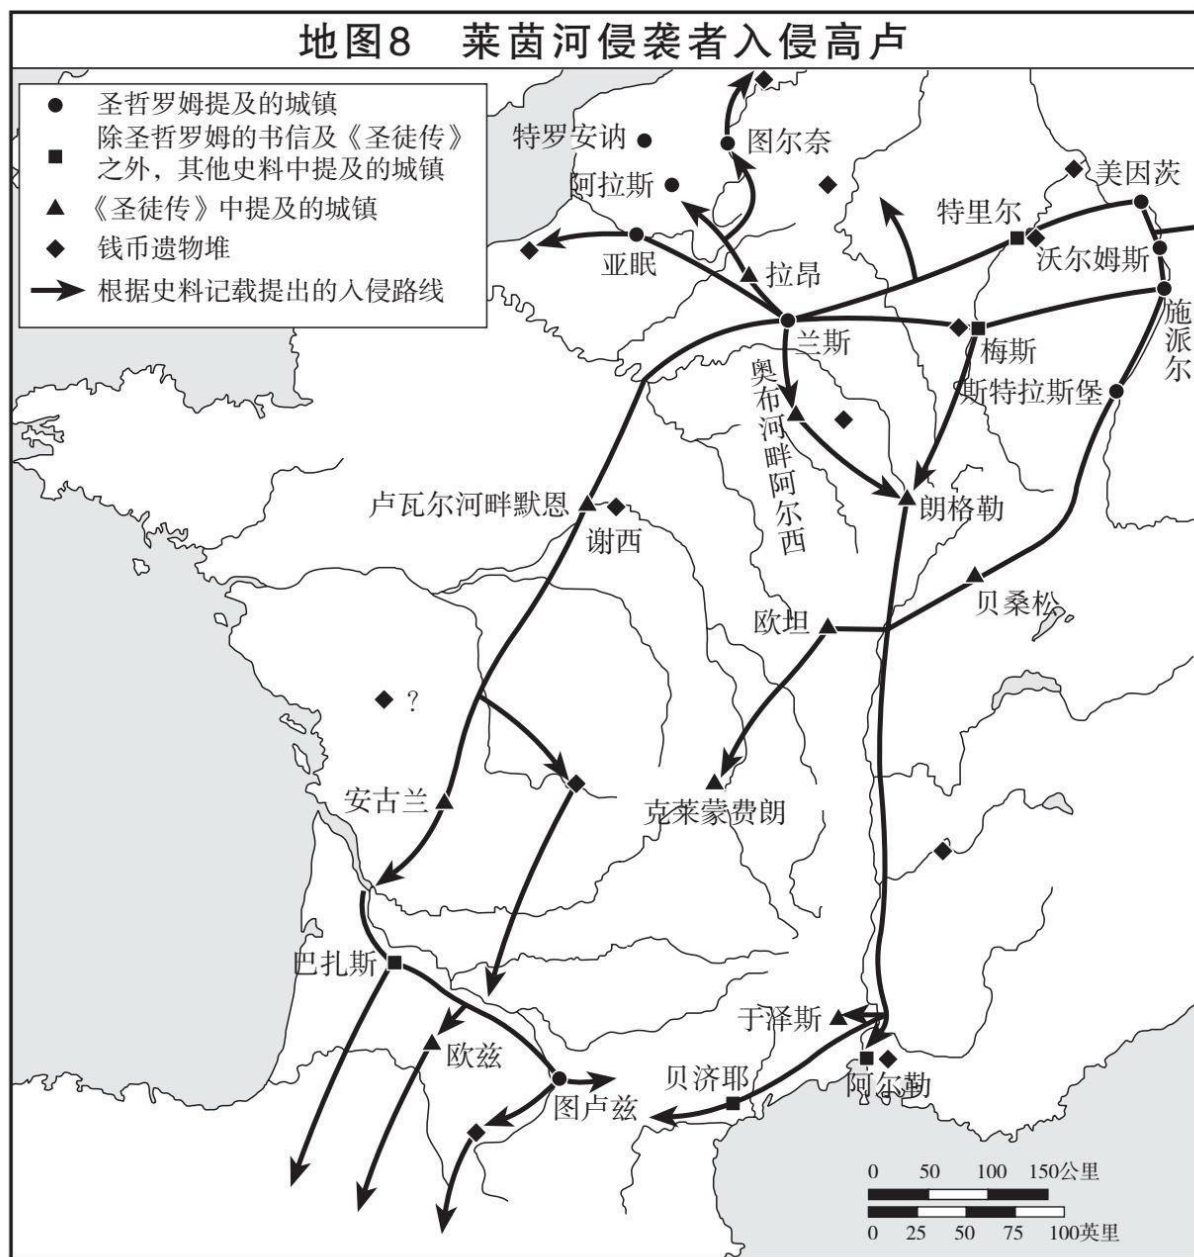 地图8 莱茵河侵袭者入侵高卢
圣哲罗姆提及的城镇
除圣哲罗姆的书信及《圣徒传》
之外，其他史料中提及的城镇
《圣徒传》中提及的城镇
钱币遗物堆
根据史料记载提出的入侵路线
特罗安讷
图尔奈
阿拉斯
美因茨
特里尔
亚眠
拉昂
沃尔姆斯
兰斯
梅斯
施派尔
奥布河畔阿尔西
斯特拉斯堡
卢瓦尔河畔默恩
谢西
朗格勒
贝桑松
欧坦
?
安古兰
克莱蒙费朗
巴扎斯
于泽斯
欧兹
贝济耶
阿尔勒
图卢兹
0 50 100 150公里
0 25 50 75 100英里